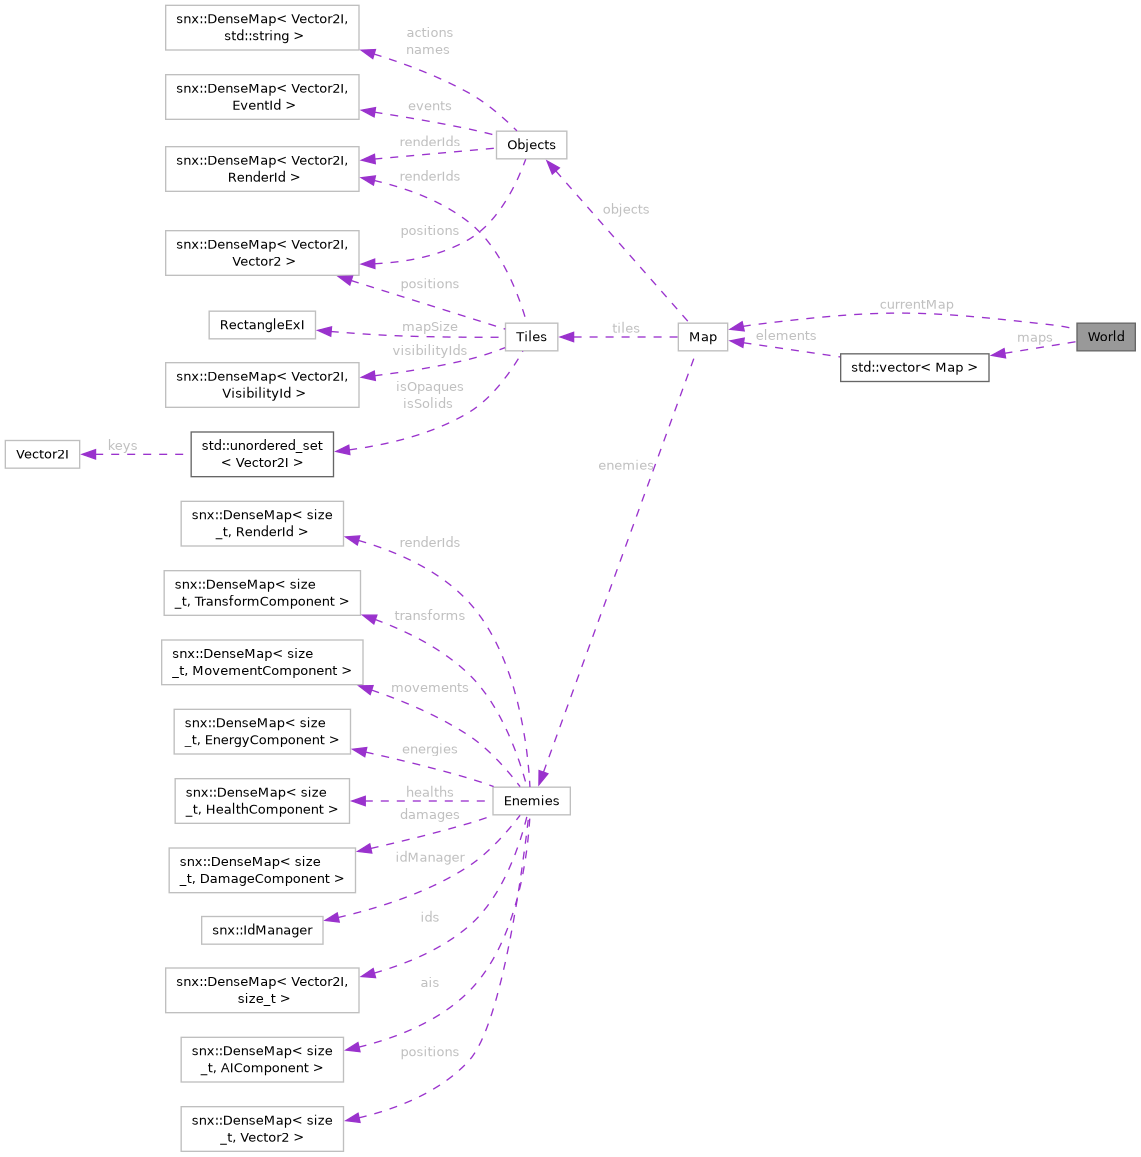 snx::DenseMap< Vector2I,
std::string >
actions
names
snx::DenseMap< Vector2I,
EventId >
events
Objects
renderIds
snx::DenseMap< Vector2I,
RenderId >
renderIds
objects
positions
snx::DenseMap< Vector2I,
Vector2 >
positions
currentMap
RectangleExI
mapSize
Tiles
tiles
Map
elements
maps
World
visibilityIds
std::vector< Map >
snx::DenseMap< Vector2I,
VisibilityId >
isOpaques
isSolids
Vector2I
keys
std::unordered_set
< Vector2I >
enemies
snx::DenseMap< size
_t, RenderId >
renderIds
snx::DenseMap< size
_t, TransformComponent >
transforms
snx::DenseMap< size
_t, MovementComponent >
movements
snx::DenseMap< size
_t, EnergyComponent >
energies
snx::DenseMap< size
_t, HealthComponent >
healths
Enemies
damages
snx::DenseMap< size
_t, DamageComponent >
idManager
snx::IdManager
ids
snx::DenseMap< Vector2I,
size_t >
ais
snx::DenseMap< size
_t, AIComponent >
positions
snx::DenseMap< size
_t, Vector2 >